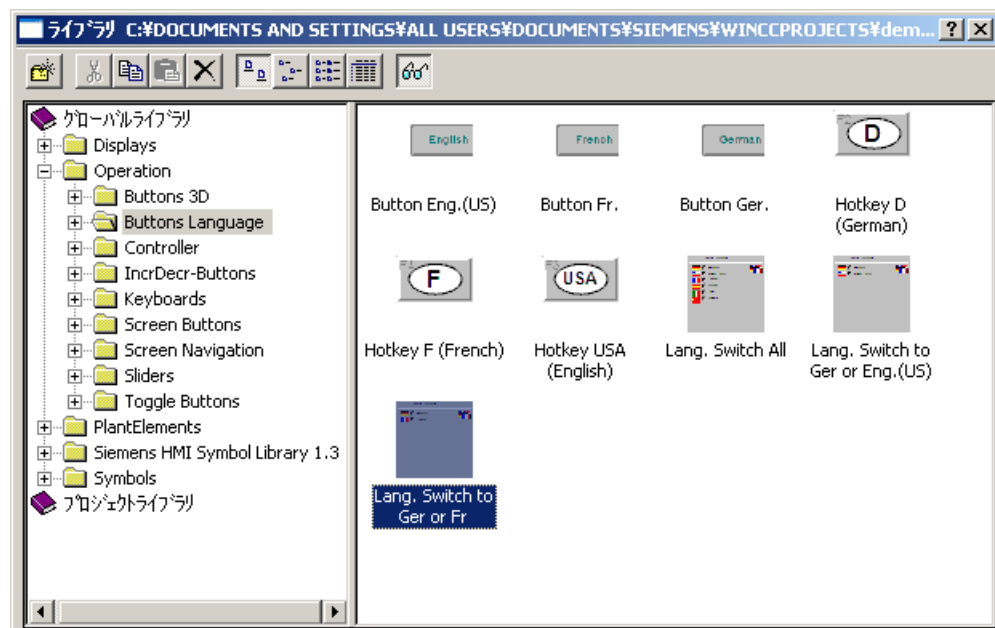 ライブラリ C:¥DOCUMENTS AND SETTINGS¥ALL USERS¥DOCUMENTS¥SIEMENS¥WINCCPROJECTS¥dem...
グローバルライブラリ
Displays
Operation
Buttons 3D
Buttons Language
Controller
IncrDecr-Buttons
Keyboards
Screen Buttons
Screen Navigation
Sliders
Toggle Buttons
PlantElements
Siemens HMI Symbol Library 1.3
Symbols
プロジェクトライブラリ
English
French
German
D
Button Eng.(US)
Button Fr.
Button Ger.
Hotkey D
(German)
F
USA
Hotkey F (French)
Hotkey USA
(English)
Lang. Switch All
Lang. Switch to
Ger or Eng.(US)
Lang. Switch to
Ger or Fr